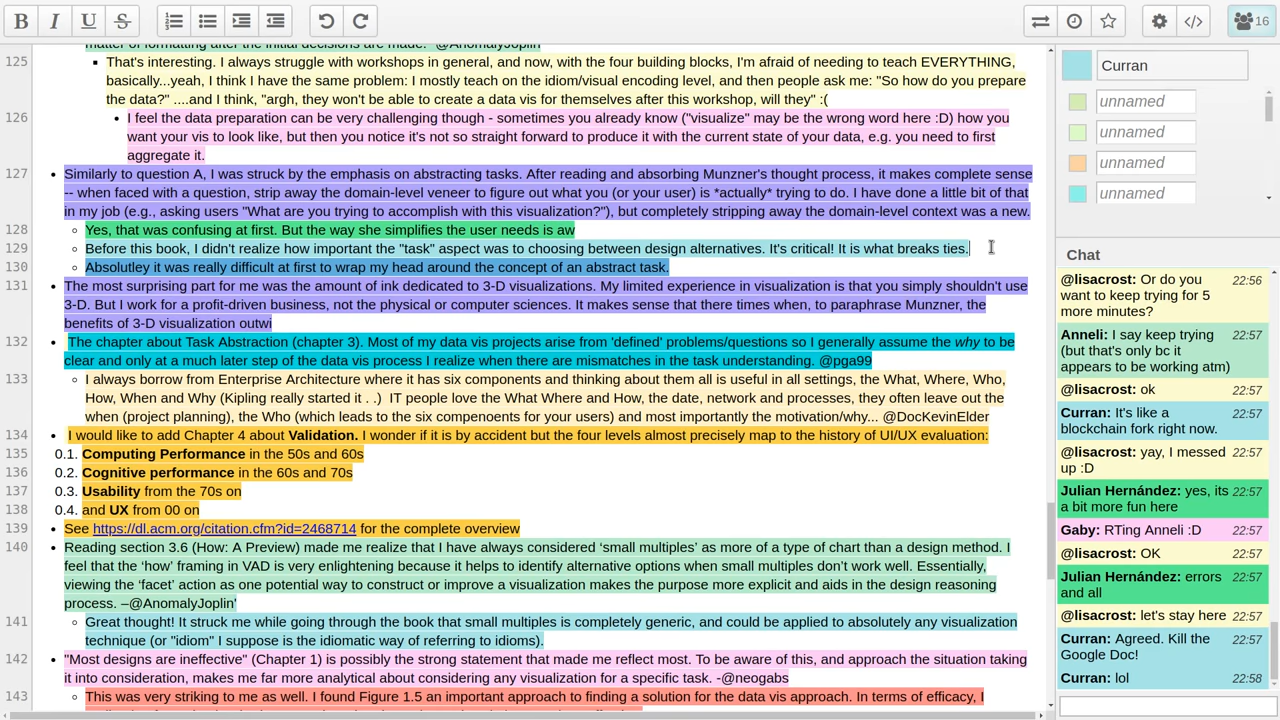 B I U S
16
matter of formatting after the initial decisions are made." @AnomalyJoplin
125 ▪ That's interesting. I always struggle with workshops in general, and now, with the four building blocks, I'm afraid of needing to teach EVERYTHING,
basically...yeah, I think I have the same problem: I mostly teach on the idiom/visual encoding level, and then people ask me: "So how do you prepare
the data?" ....and I think, "argh, they won't be able to create a data vis for themselves after this workshop, will they" :(
126 • I feel the data preparation can be very challenging though - sometimes you already know ("visualize" may be the wrong word here :D) how you
want your vis to look like, but then you notice it's not so straight forward to produce it with the current state of your data, e.g. you need to first
aggregate it.
127 • Similarly to question A, I was struck by the emphasis on abstracting tasks. After reading and absorbing Munzner's thought process, it makes complete sense
-- when faced with a question, strip away the domain-level veneer to figure out what you (or your user) is *actually* trying to do. I have done a little bit of that
in my job (e.g., asking users "What are you trying to accomplish with this visualization?"), but completely stripping away the domain-level context was a new.
128 ◦ Yes, that was confusing at first. But the way she simplifies the user needs is aw
129 ◦ Before this book, I didn't realize how important the "task" aspect was to choosing between design alternatives. It's critical! It is what breaks ties.
130 ◦ Absolutley it was really difficult at first to wrap my head around the concept of an abstract task.
131 • The most surprising part for me was the amount of ink dedicated to 3-D visualizations. My limited experience in visualization is that you simply shouldn't use
3-D. But I work for a profit-driven business, not the physical or computer sciences. It makes sense that there times when, to paraphrase Munzner, the
benefits of 3-D visualization outwi
132 • The chapter about Task Abstraction (chapter 3). Most of my data vis projects arise from 'defined' problems/questions so I generally assume the why to be
clear and only at a much later step of the data vis process I realize when there are mismatches in the task understanding. @pga99
133 ◦ I always borrow from Enterprise Architecture where it has six components and thinking about them all is useful in all settings, the What, Where, Who,
How, When and Why (Kipling really started it . .)  IT people love the What Where and How, the date, network and processes, they often leave out the
when (project planning), the Who (which leads to the six compenoents for your users) and most importantly the motivation/why... @DocKevinElder
134 • I would like to add Chapter 4 about Validation. I wonder if it is by accident but the four levels almost precisely map to the history of UI/UX evaluation:
135 0.1. Computing Performance in the 50s and 60s
136 0.2. Cognitive performance in the 60s and 70s
137 0.3. Usability from the 70s on
138 0.4. and UX from 00 on
139 • See https://dl.acm.org/citation.cfm?id=2468714 for the complete overview
140 • Reading section 3.6 (How: A Preview) made me realize that I have always considered ‘small multiples’ as more of a type of chart than a design method. I
feel that the ‘how’ framing in VAD is very enlightening because it helps to identify alternative options when small multiples don’t work well. Essentially,
viewing the ‘facet’ action as one potential way to construct or improve a visualization makes the purpose more explicit and aids in the design reasoning
process. –@AnomalyJoplin'
141 ◦ Great thought! It struck me while going through the book that small multiples is completely generic, and could be applied to absolutely any visualization
technique (or "idiom" I suppose is the idiomatic way of referring to idioms).
142 • "Most designs are ineffective" (Chapter 1) is possibly the strong statement that made me reflect most. To be aware of this, and approach the situation taking
it into consideration, makes me far more analytical about considering any visualization for a specific task. -@neogabs
143 ◦ This was very striking to me as well. I found Figure 1.5 an important approach to finding a solution for the data vis approach. In terms of efficacy, I
Curran
unnamed
unnamed
unnamed
unnamed
Chat
@lisacrost: Or do you 22:56
want to keep trying for 5
more minutes?
Anneli: I say keep trying 22:57
(but that's only bc it
appears to be working atm)
@lisacrost: ok 22:57
Curran: It's like a 22:57
blockchain fork right now.
@lisacrost: yay, I messed 22:57
up :D
Julian Hernández: yes, its 22:57
a bit more fun here
Gaby: RTing Anneli :D 22:57
@lisacrost: OK 22:57
Julian Hernández: errors 22:57
and all
@lisacrost: let's stay here 22:57
Curran: Agreed. Kill the 22:57
Google Doc!
Curran: lol 22:58